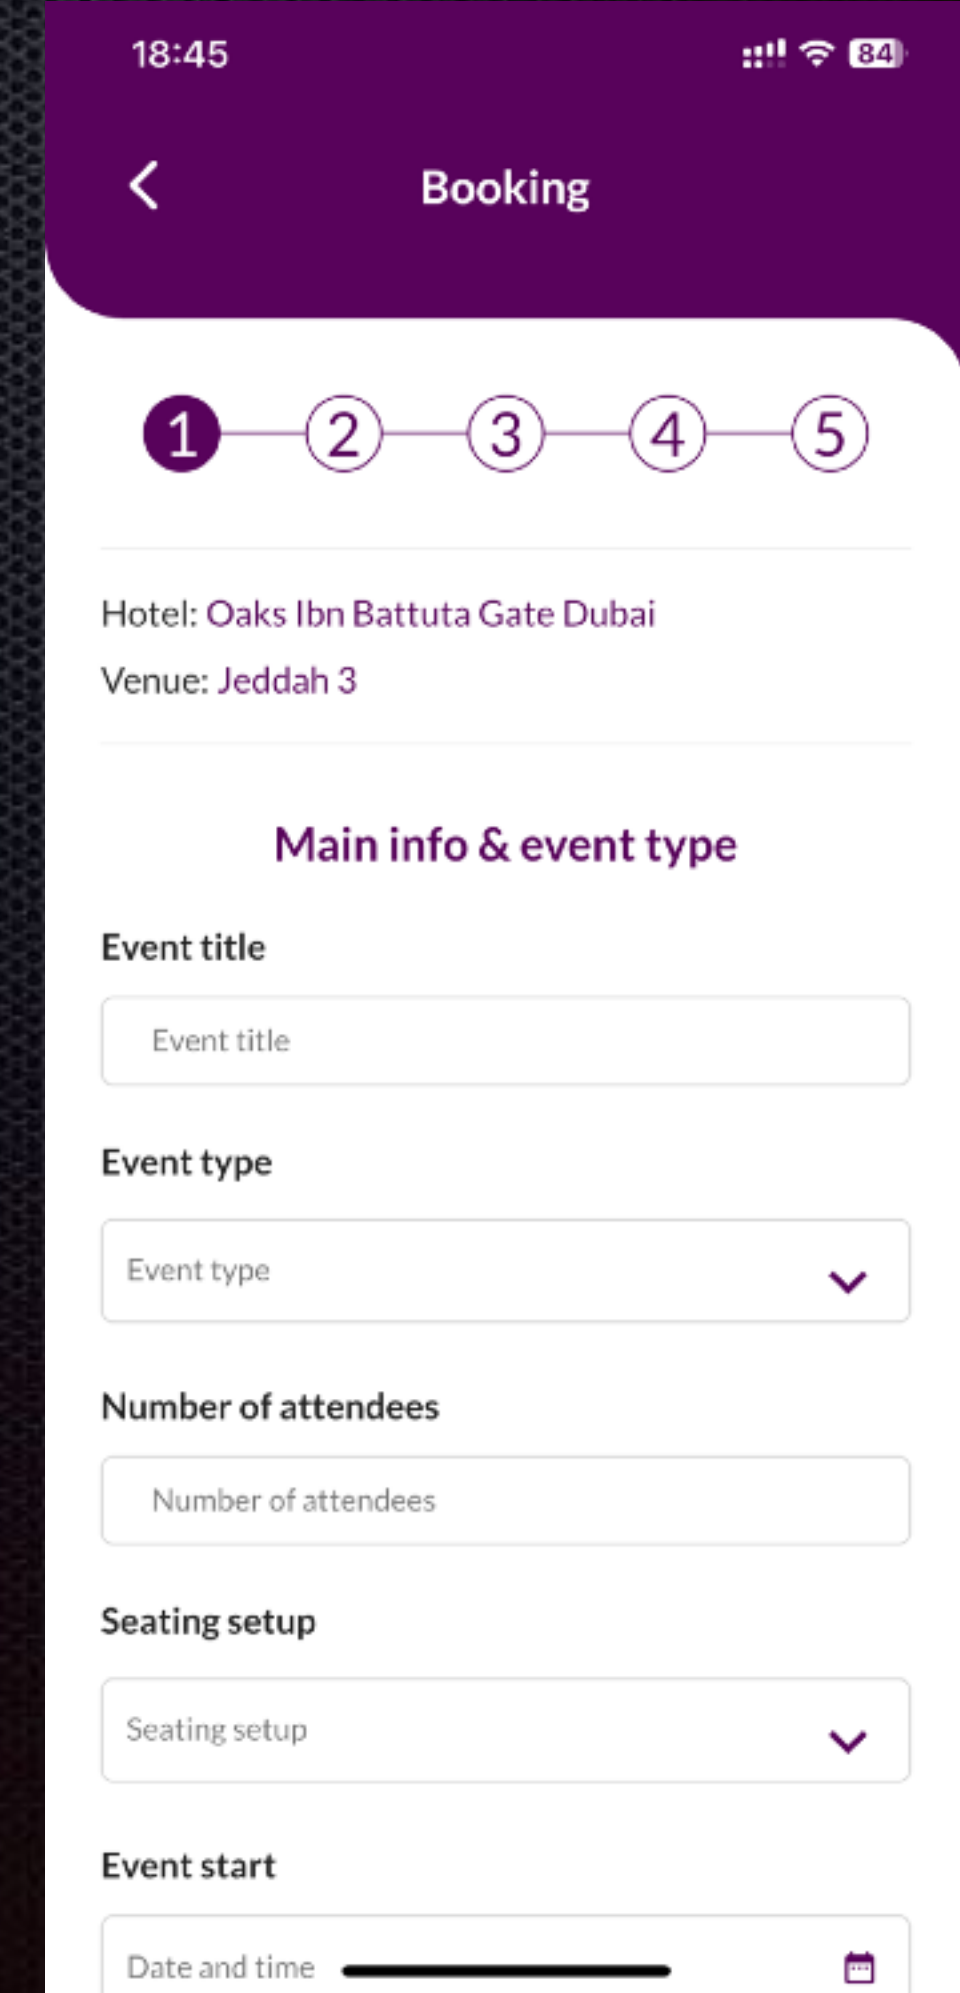 18:45
84
Booking
1 2 3 4 5
Hotel: Oaks Ibn Battuta Gate Dubai
Venue: Jeddah 3
Main info & event type
Event title
Event title
Event type
Event type
Number of attendees
Number of attendees
Seating setup
Seating setup
Event start
Date and time